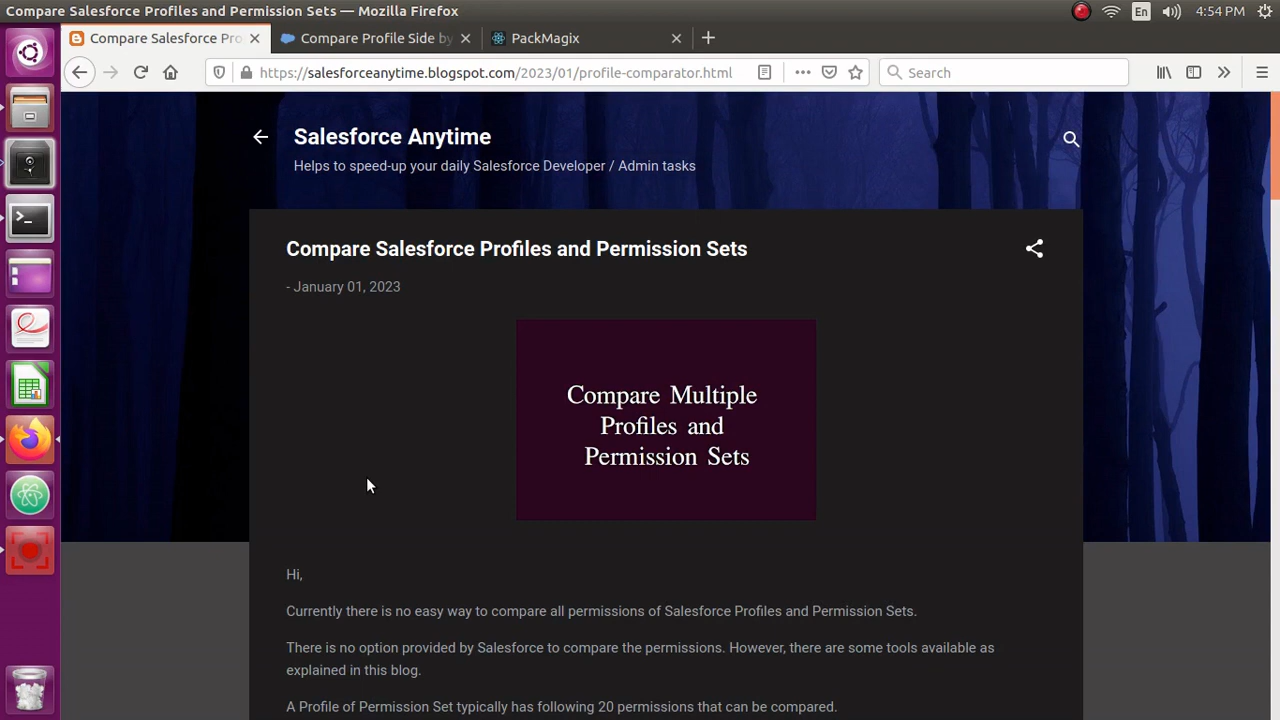 Compare Salesforce Profiles and Permission Sets — Mozilla Firefox
En
4:54 PM
Compare Salesforce Pro
Compare Profile Side by
PackMagix
https://salesforceanytime.blogspot.com/2023/01/profile-comparator.html
Search
Salesforce Anytime
Helps to speed-up your daily Salesforce Developer / Admin tasks
Compare Salesforce Profiles and Permission Sets
- January 01, 2023
Compare Multiple
Profiles and
Permission Sets
Hi,
Currently there is no easy way to compare all permissions of Salesforce Profiles and Permission Sets.
There is no option provided by Salesforce to compare the permissions. However, there are some tools available as
explained in this blog.
A Profile of Permission Set typically has following 20 permissions that can be compared.